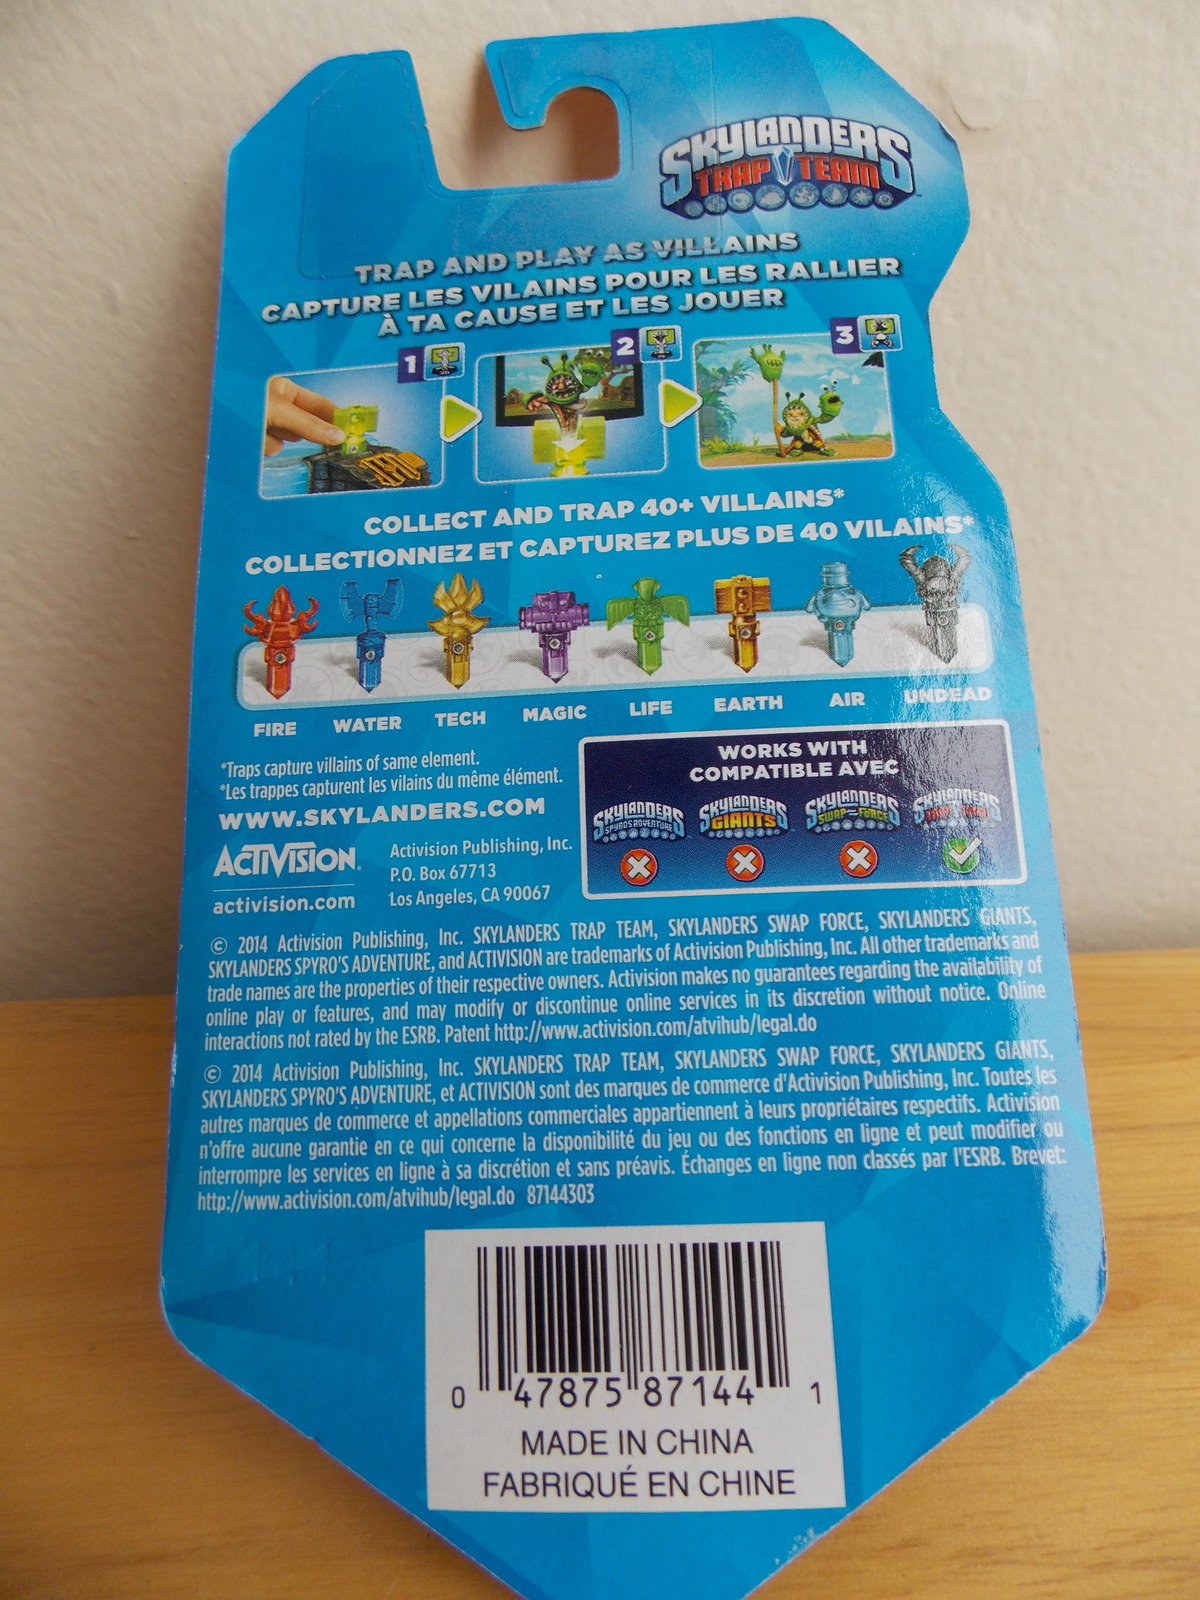 SKYLANDERS
TRAP TEAM
TRAP AND PLAY AS VILLAINS
CAPTURE LES VILAINS POUR LES RALLIER
À TA CAUSE ET LES JOUER
1
2
3
COLLECT AND TRAP 40+ VILLAINS*
COLLECTIONNEZ ET CAPTUREZ PLUS DE 40 VILAINS*
FIRE WATER TECH MAGIC LIFE EARTH AIR UNDEAD
*Traps capture villains of same element.
*Les trappes capturent les vilains du même élément.
WWW.SKYLANDERS.COM
ACTIVISION
activision.com
Activision Publishing, Inc.
P.O. Box 67713
Los Angeles, CA 90067
WORKS WITH
COMPATIBLE AVEC
SKYLANDERS SPYRO'S ADVENTURE
SKYLANDERS GIANTS
SKYLANDERS SWAP FORCE
SKYLANDERS TRAP TEAM
© 2014 Activision Publishing, Inc. SKYLANDERS TRAP TEAM, SKYLANDERS SWAP FORCE, SKYLANDERS GIANTS,
SKYLANDERS SPYRO'S ADVENTURE, and ACTIVISION are trademarks of Activision Publishing, Inc. All other trademarks and
trade names are the properties of their respective owners. Activision makes no guarantees regarding the availability of
online play or features, and may modify or discontinue online services in its discretion without notice. Online
interactions not rated by the ESRB. Patent http://www.activision.com/atvihub/legal.do
© 2014 Activision Publishing, Inc. SKYLANDERS TRAP TEAM, SKYLANDERS SWAP FORCE, SKYLANDERS GIANTS,
SKYLANDERS SPYRO'S ADVENTURE, et ACTIVISION sont des marques de commerce d'Activision Publishing, Inc. Toutes les
autres marques de commerce et appellations commerciales appartiennent à leurs propriétaires respectifs. Activision
n'offre aucune garantie en ce qui concerne la disponibilité du jeu ou des fonctions en ligne et peut modifier ou
interrompre les services en ligne à sa discrétion et sans préavis. Échanges en ligne non classés par l'ESRB. Brevet:
http://www.activision.com/atvihub/legal.do 87144303
0 47875 87144 1
MADE IN CHINA
FABRIQUÉ EN CHINE